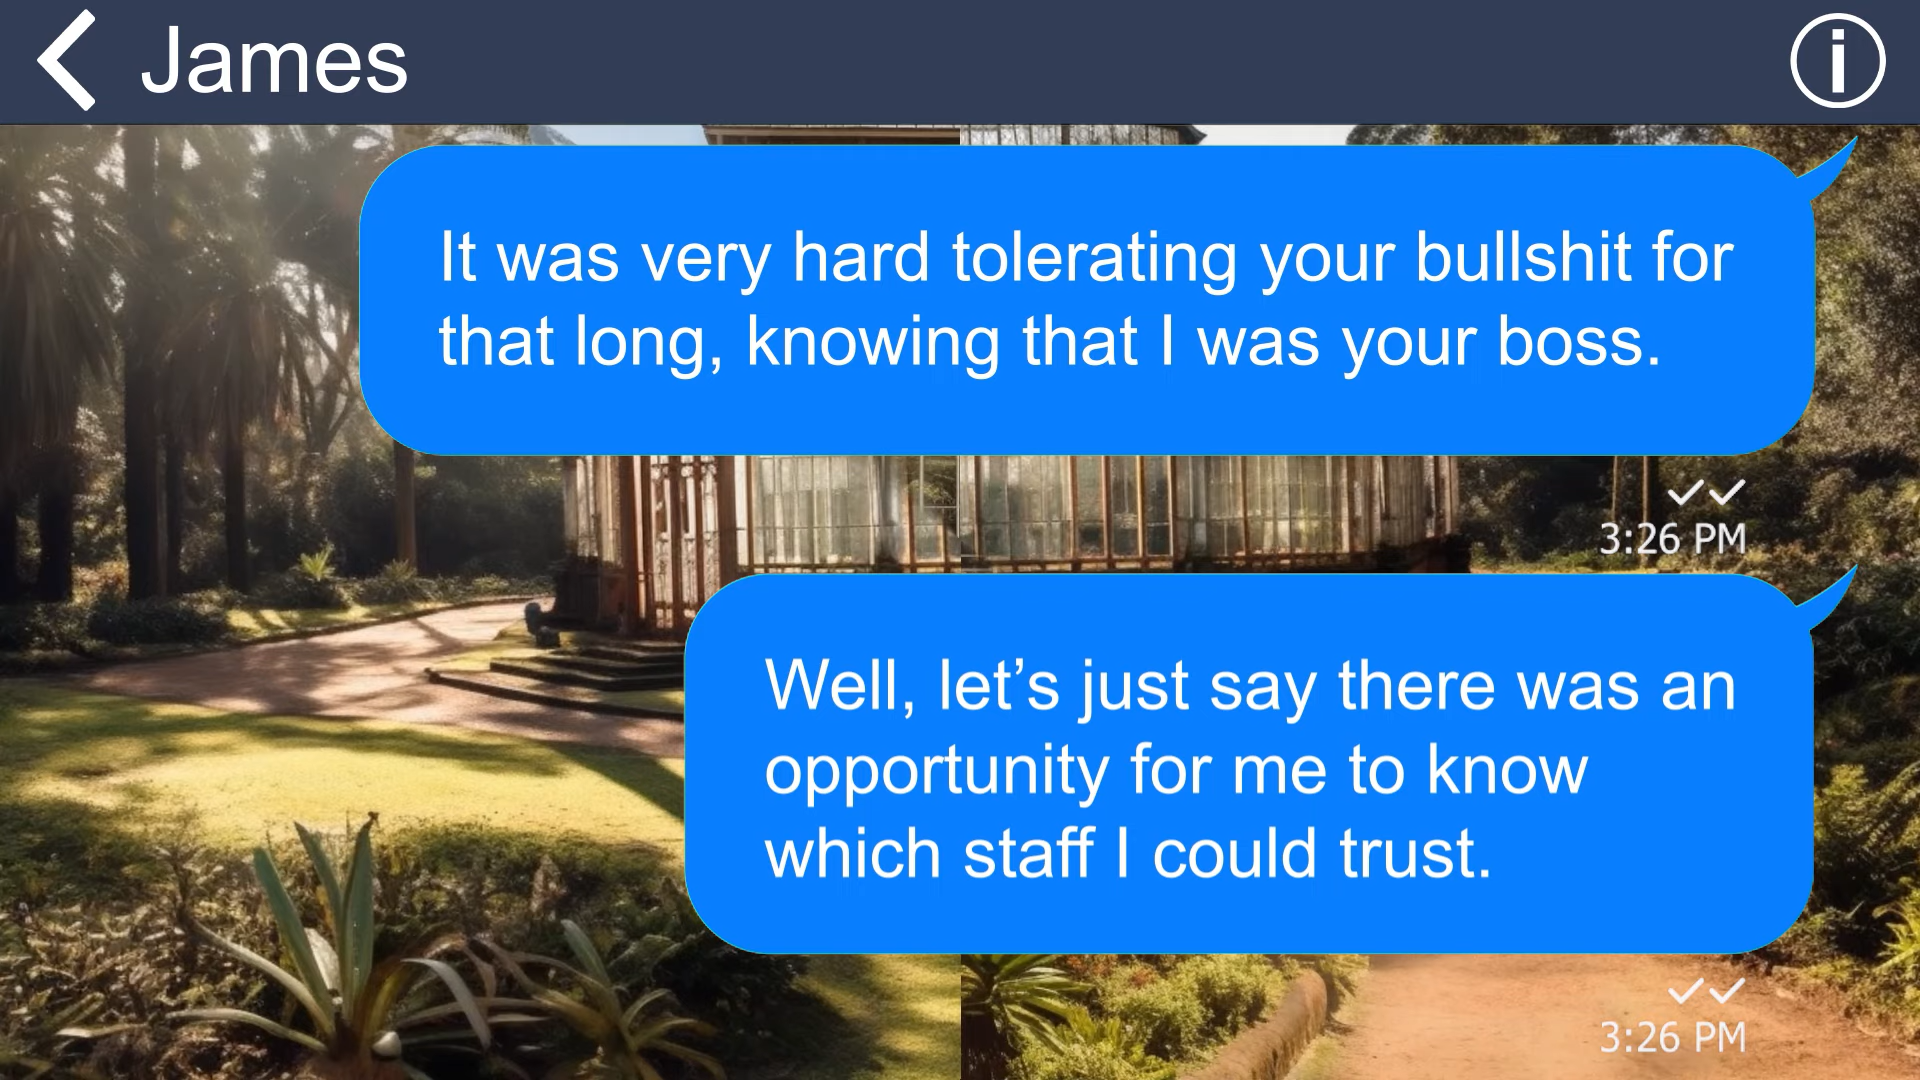 James
It was very hard tolerating your bullshit for
that long, knowing that I was your boss.
3:26 PM
Well, let’s just say there was an
opportunity for me to know
which staff I could trust.
3:26 PM